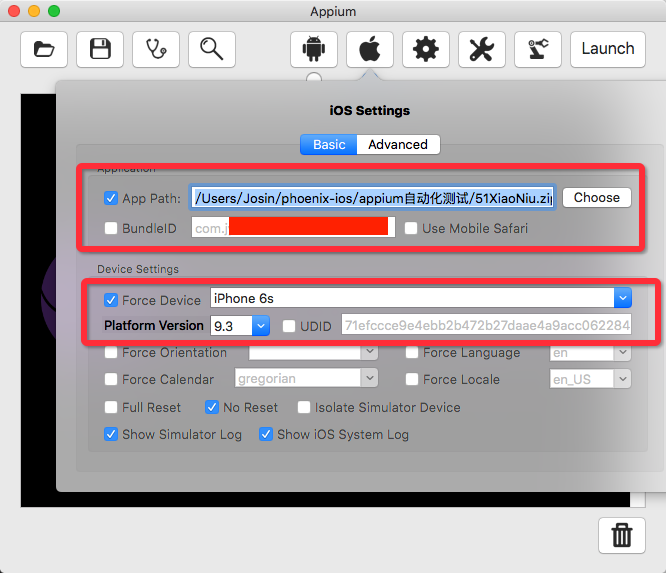 Appium
Launch
iOS Settings
Basic Advanced
Application
App Path: /Users/Josin/phoenix-ios/appium自动化测试/51XiaoNiu.zip Choose
BundleID com.j Use Mobile Safari
Device Settings
Force Device iPhone 6s
Platform Version 9.3 UDID 71efccce9e4ebb2b472b27daae4a9acc062284
Force Orientation Force Language en
Force Calendar gregorian Force Locale en_US
Full Reset No Reset Isolate Simulator Device
Show Simulator Log Show iOS System Log